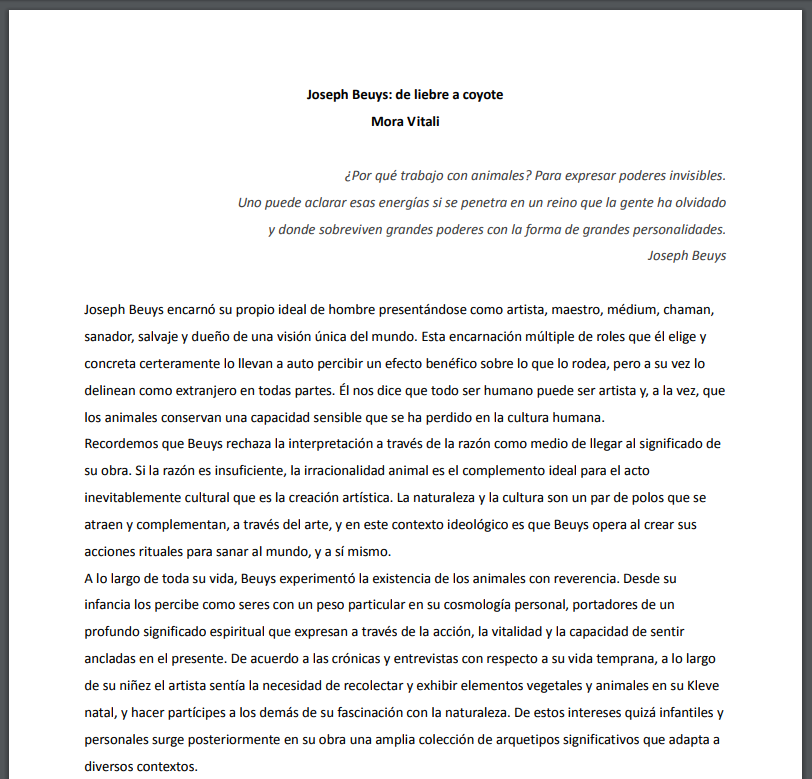 Joseph Beuys: de liebre a coyote
Mora Vitali
¿Por qué trabajo con animales? Para expresar poderes invisibles.
Uno puede aclarar esas energías si se penetra en un reino que la gente ha olvidado
y donde sobreviven grandes poderes con la forma de grandes personalidades.
Joseph Beuys
Joseph Beuys encarnó su propio ideal de hombre presentándose como artista, maestro, médium, chaman,
sanador, salvaje y dueño de una visión única del mundo. Esta encarnación múltiple de roles que él elige y
concreta certeramente lo llevan a auto percibir un efecto benéfico sobre lo que lo rodea, pero a su vez lo
delinean como extranjero en todas partes. Él nos dice que todo ser humano puede ser artista y, a la vez, que
los animales conservan una capacidad sensible que se ha perdido en la cultura humana.
Recordemos que Beuys rechaza la interpretación a través de la razón como medio de llegar al significado de
su obra. Si la razón es insuficiente, la irracionalidad animal es el complemento ideal para el acto
inevitablemente cultural que es la creación artística. La naturaleza y la cultura son un par de polos que se
atraen y complementan, a través del arte, y en este contexto ideológico es que Beuys opera al crear sus
acciones rituales para sanar al mundo, y a sí mismo.
A lo largo de toda su vida, Beuys experimentó la existencia de los animales con reverencia. Desde su
infancia los percibe como seres con un peso particular en su cosmología personal, portadores de un
profundo significado espiritual que expresan a través de la acción, la vitalidad y la capacidad de sentir
ancladas en el presente. De acuerdo a las crónicas y entrevistas con respecto a su vida temprana, a lo largo
de su niñez el artista sentía la necesidad de recolectar y exhibir elementos vegetales y animales en su Kleve
natal, y hacer partícipes a los demás de su fascinación con la naturaleza. De estos intereses quizá infantiles y
personales surge posteriormente en su obra una amplia colección de arquetipos significativos que adapta a
diversos contextos.